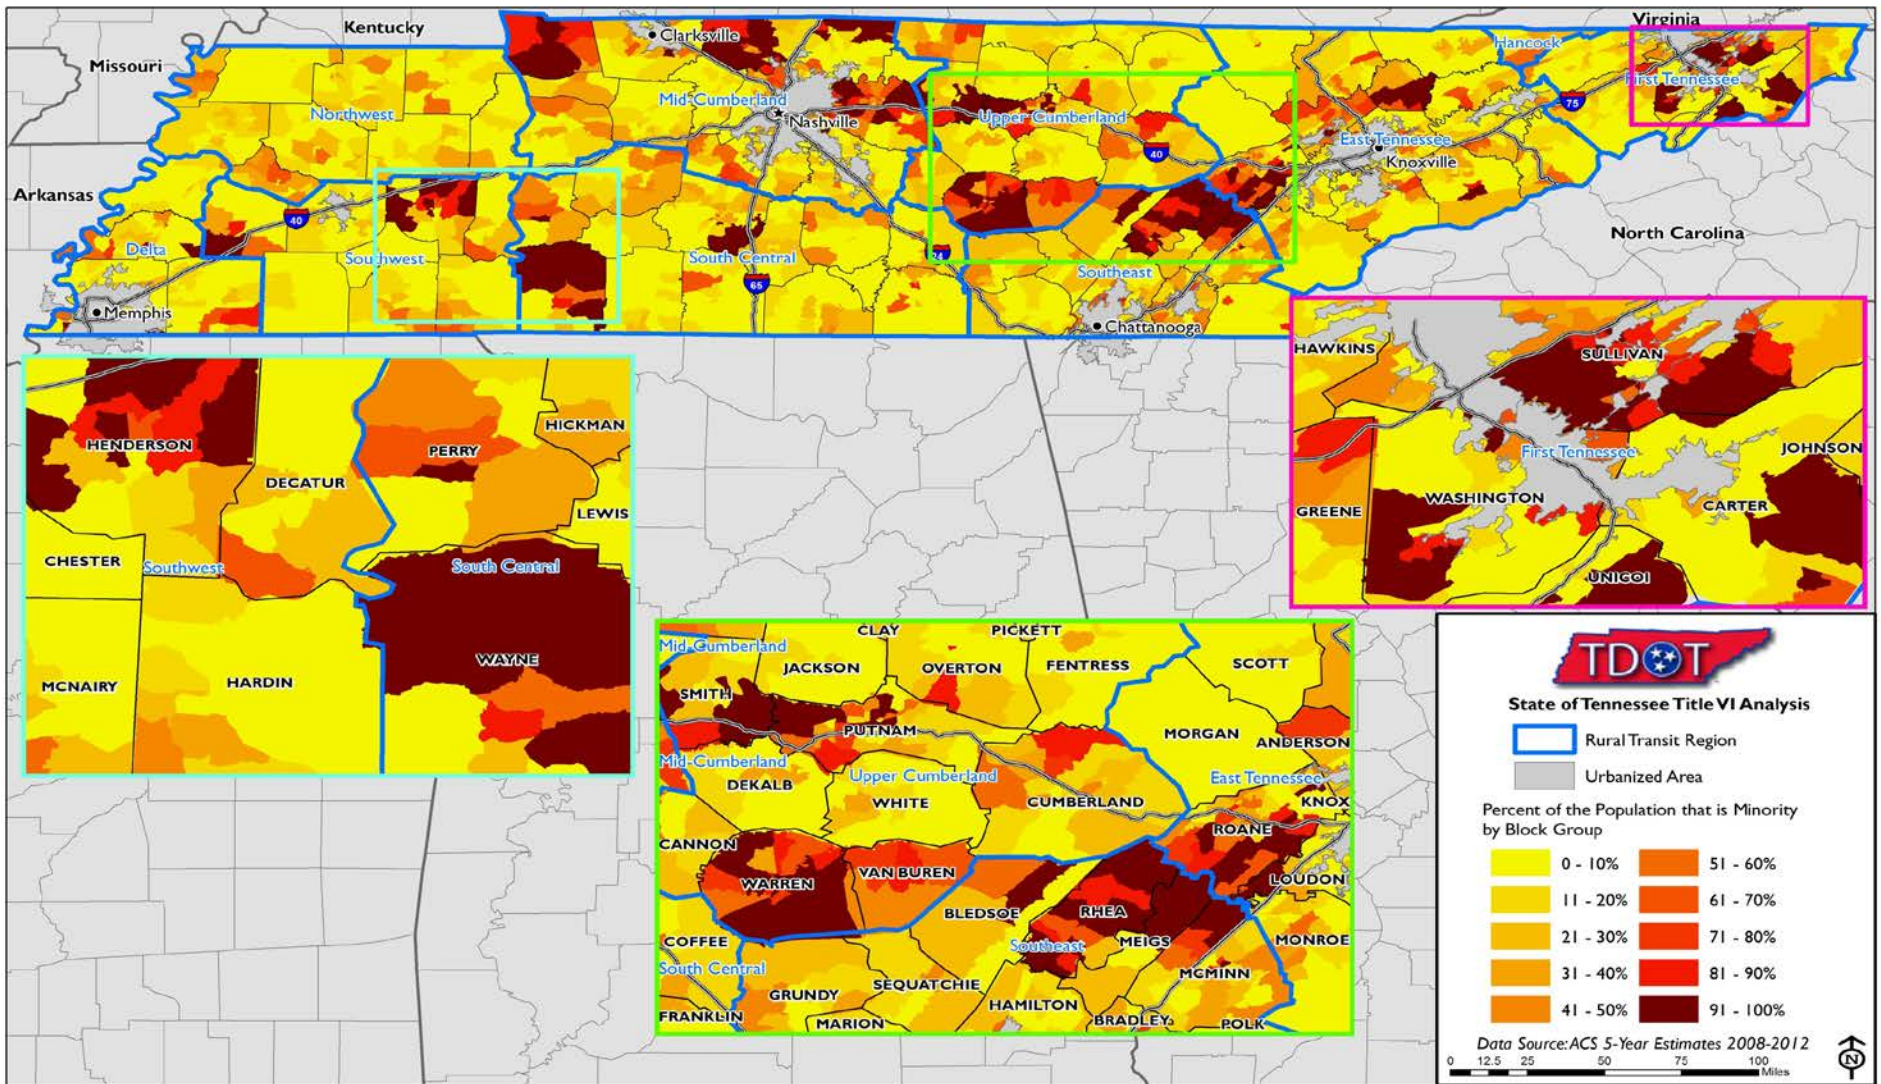 Kentucky
Virginia
Missouri
Clarksville
Hancock
First Tennessee
Northwest
Mid-Cumberland
Nashville
Upper Cumberland
75
East Tennessee
Knoxville
40
Arkansas
40
North Carolina
Delta
Southwest
South Central
24
Southeast
65
Memphis
Chattanooga
HAWKINS
SULLIVAN
First Tennessee
JOHNSON
WASHINGTON
GREENE
CARTER
UNICOI
HENDERSON
PERRY
HICKMAN
DECATUR
LEWIS
CHESTER
Southwest
South Central
WAYNE
MCNAIRY
HARDIN
CLAY
PICKETT
Mid-Cumberland
JACKSON
OVERTON
FENTRESS
SCOTT
SMITH
PUTNAM
MORGAN
ANDERSON
Mid-Cumberland
Upper Cumberland
East Tennessee
DEKALB
WHITE
CUMBERLAND
KNOX
ROANE
CANNON
VAN BUREN
WARREN
LOUDON
BLEDSOE
RHEA
COFFEE
Southeast
MEIGS
MONROE
South Central
MCMINN
SEQUATCHIE
GRUNDY
HAMILTON
FRANKLIN
MARION
BRADLEY
POLK
TDOT
State of Tennessee Title VI Analysis
Rural Transit Region
Urbanized Area
Percent of the Population that is Minority
by Block Group
0 - 10% 51 - 60%
11 - 20% 61 - 70%
21 - 30% 71 - 80%
31 - 40% 81 - 90%
41 - 50% 91 - 100%
Data Source: ACS 5-Year Estimates 2008-2012
0 12.5 25 50 75 100
Miles
N